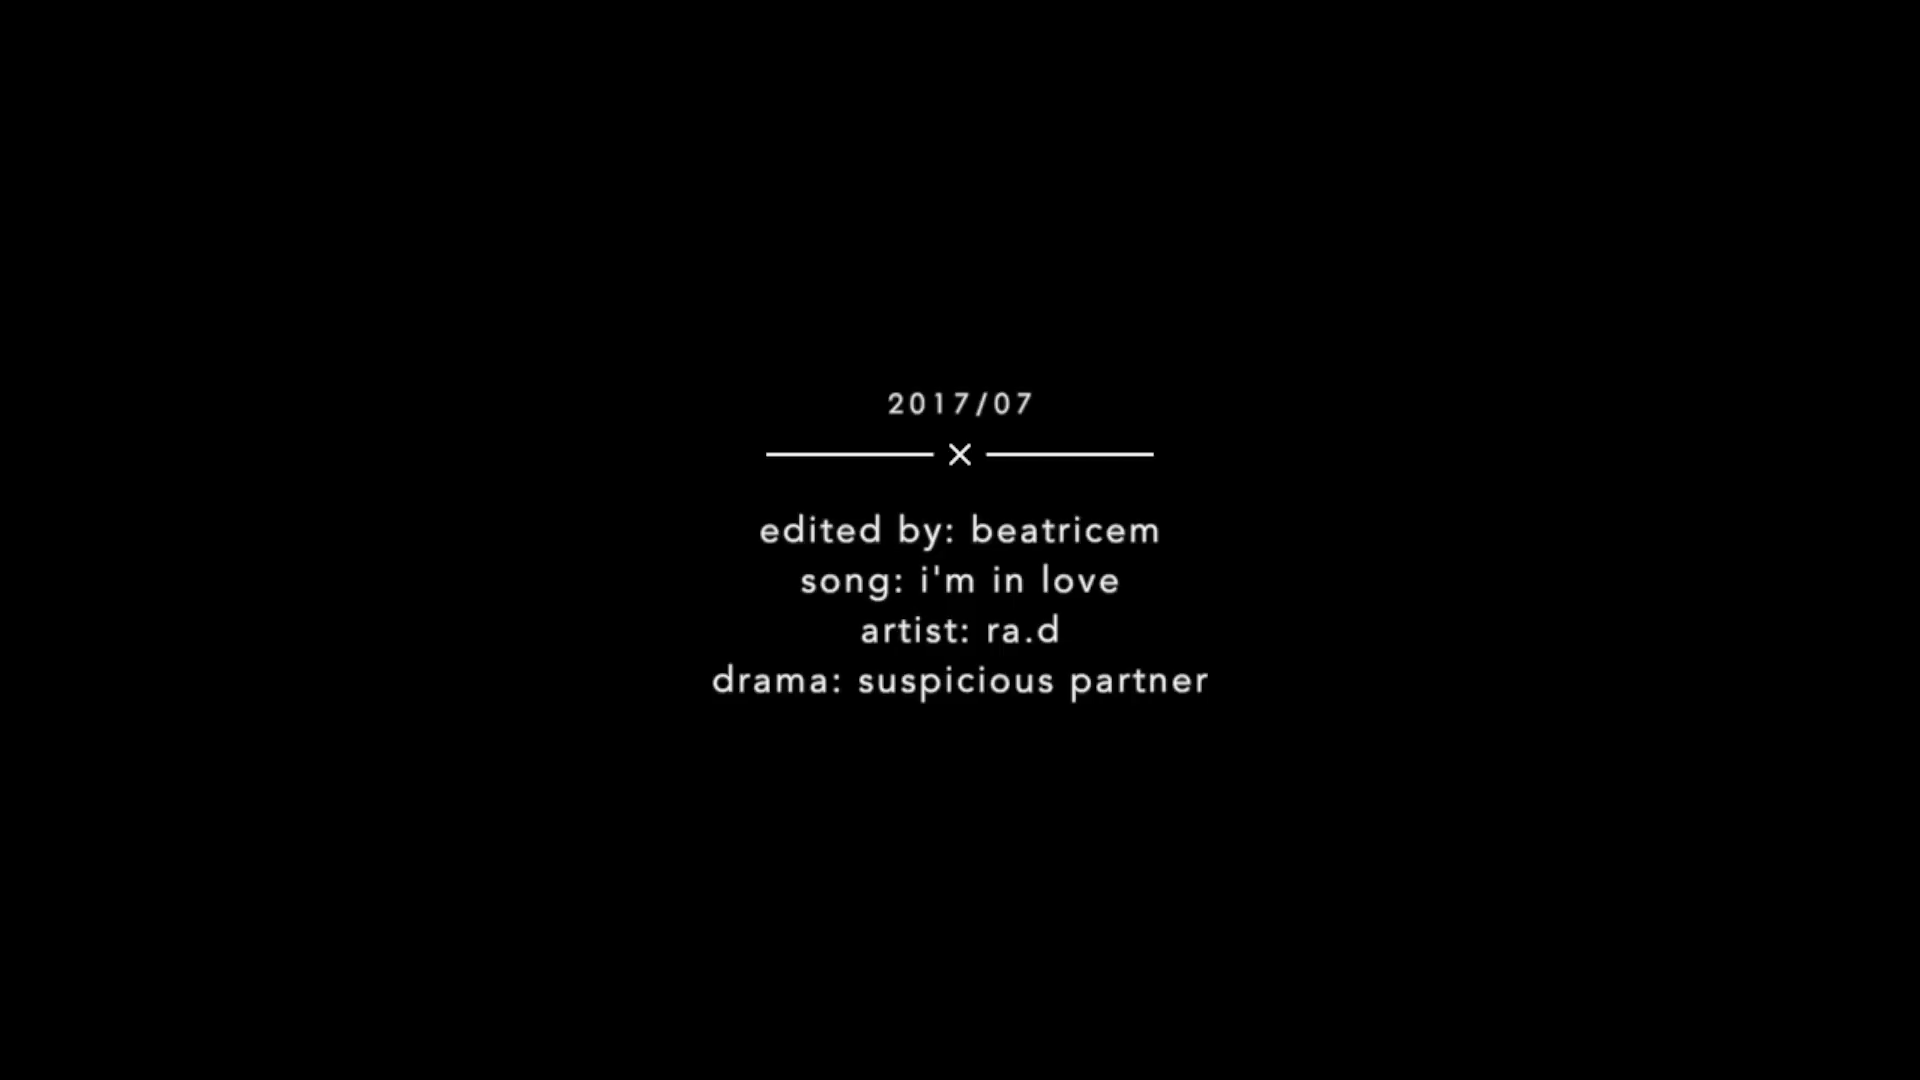 2017/07
×
edited by: beatricem
song: i'm in love
artist: ra.d
drama: suspicious partner